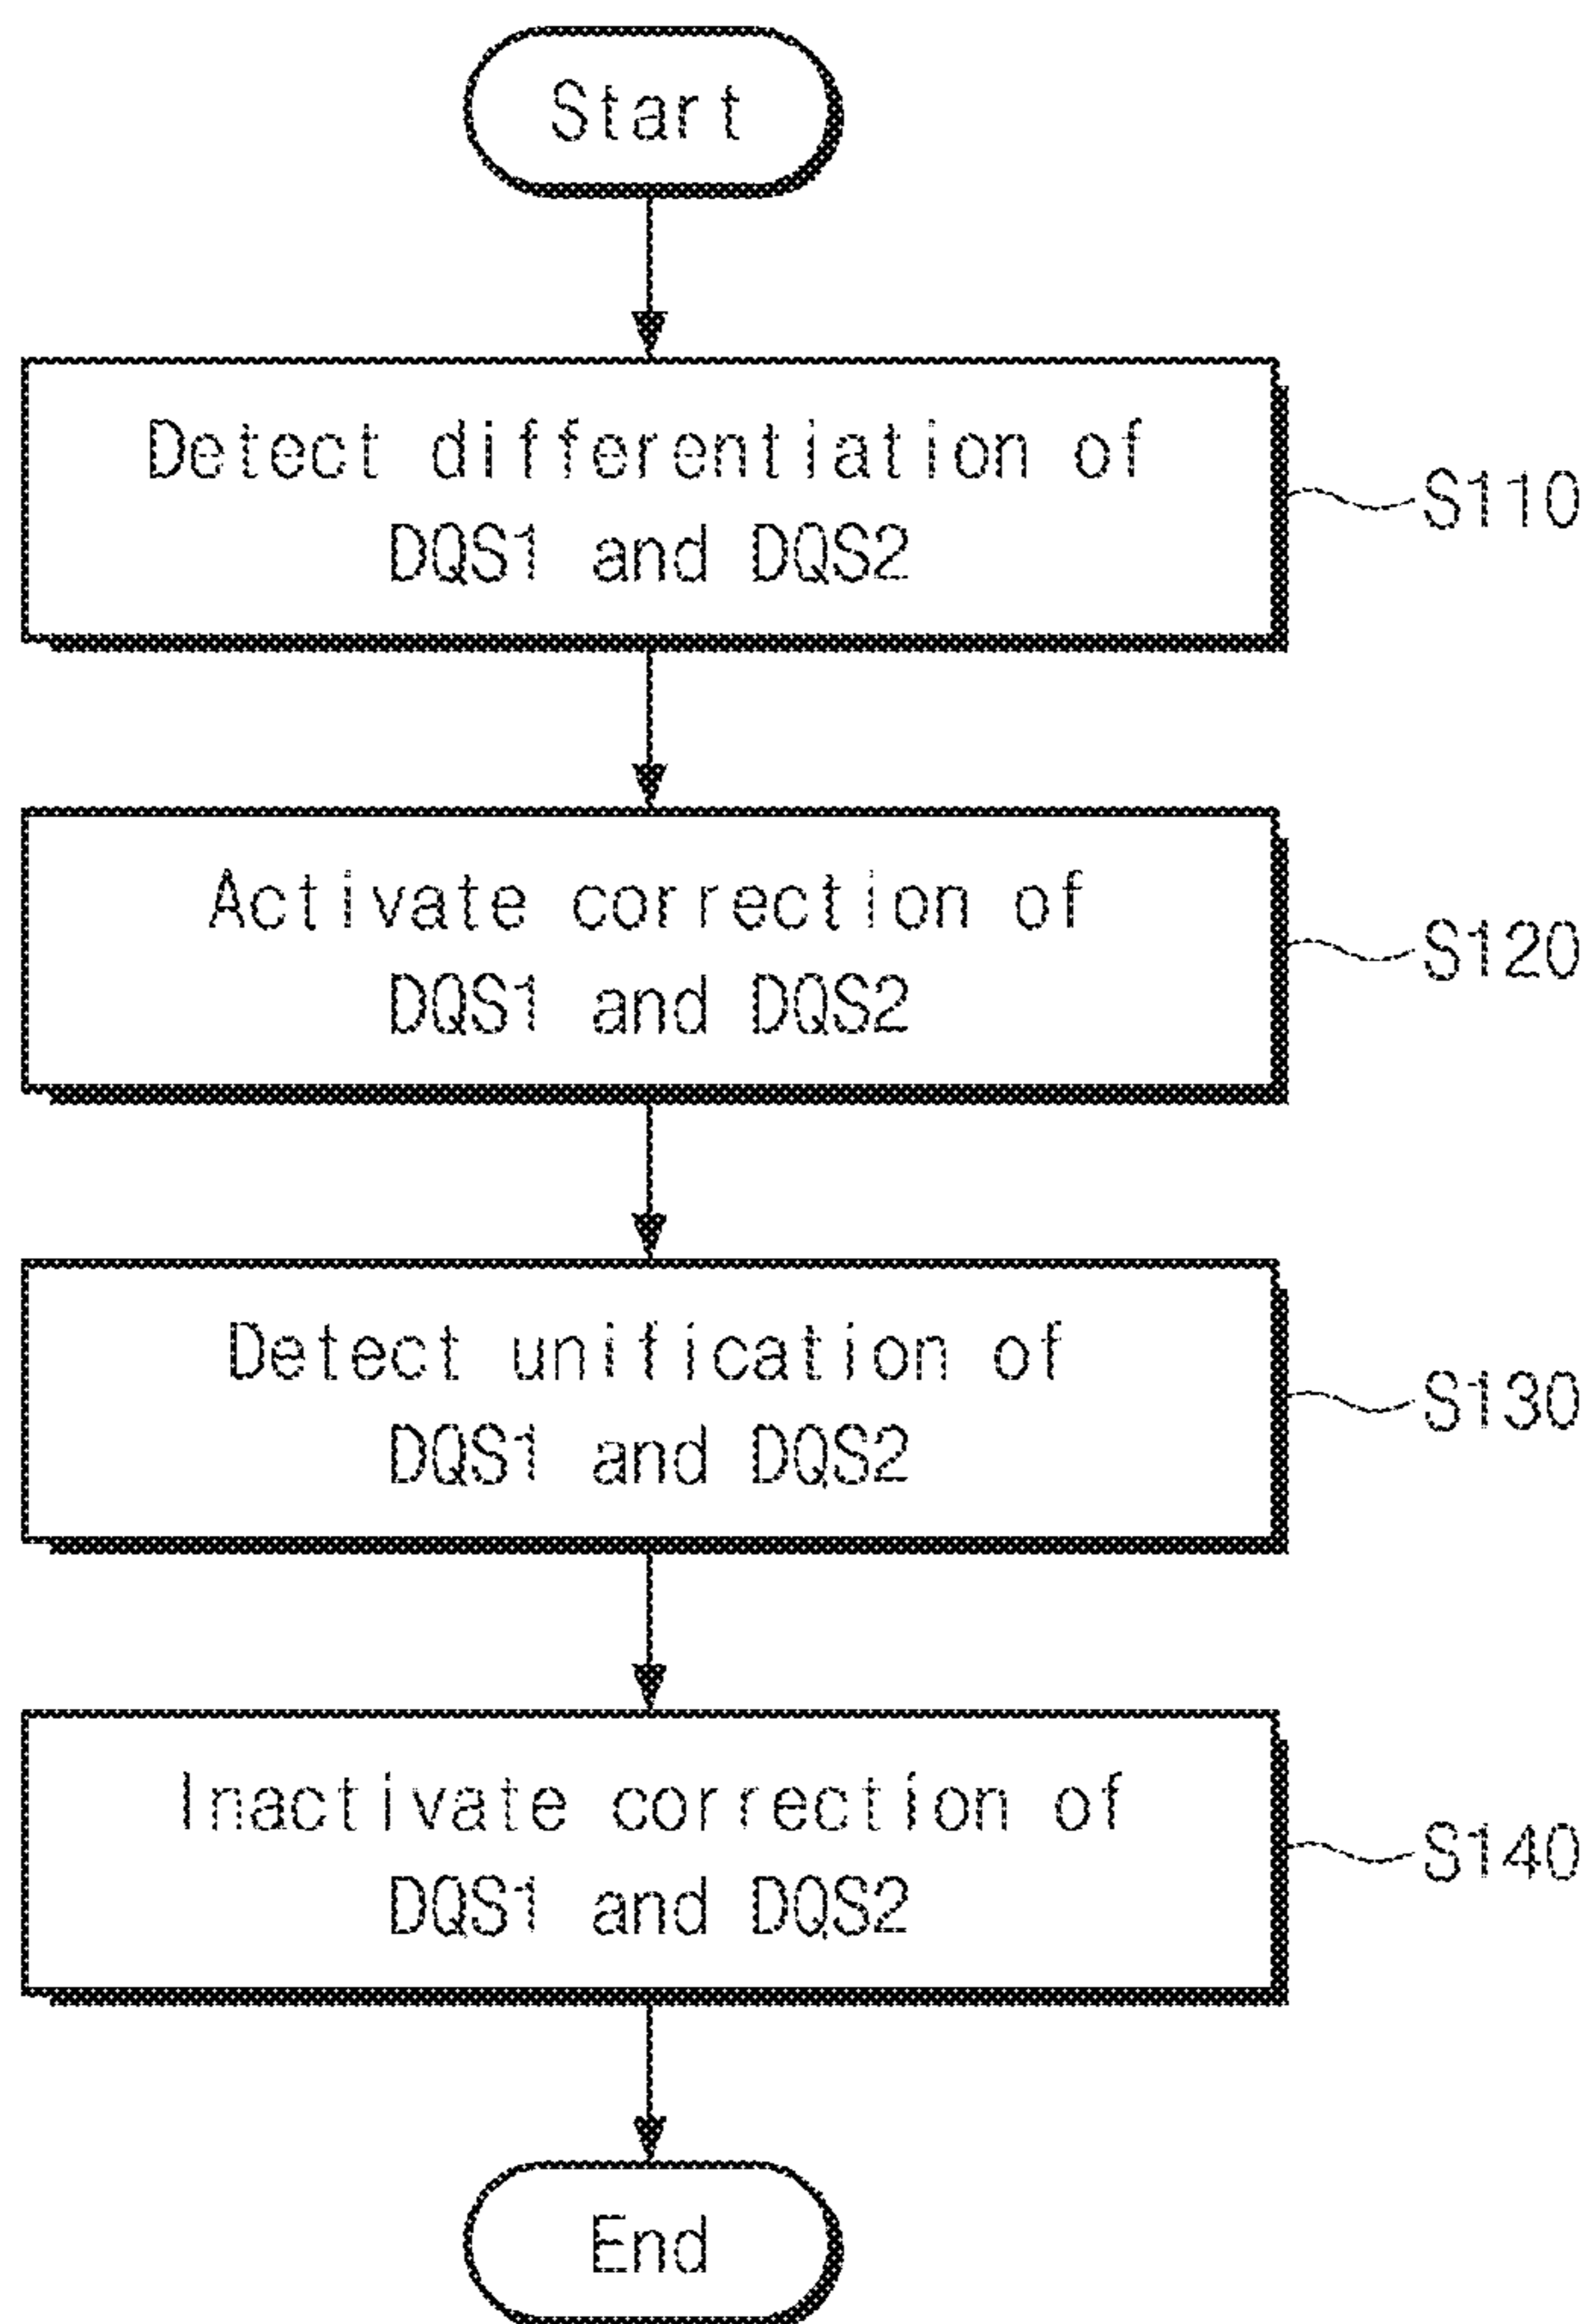 Start
Detect differentiation of
DQS1 and DQS2
S110
Activate correction of
DQS1 and DQS2
S120
Detect unification of
DQS1 and DQS2
S130
Inactivate correction of
DQS1 and DQS2
S140
End